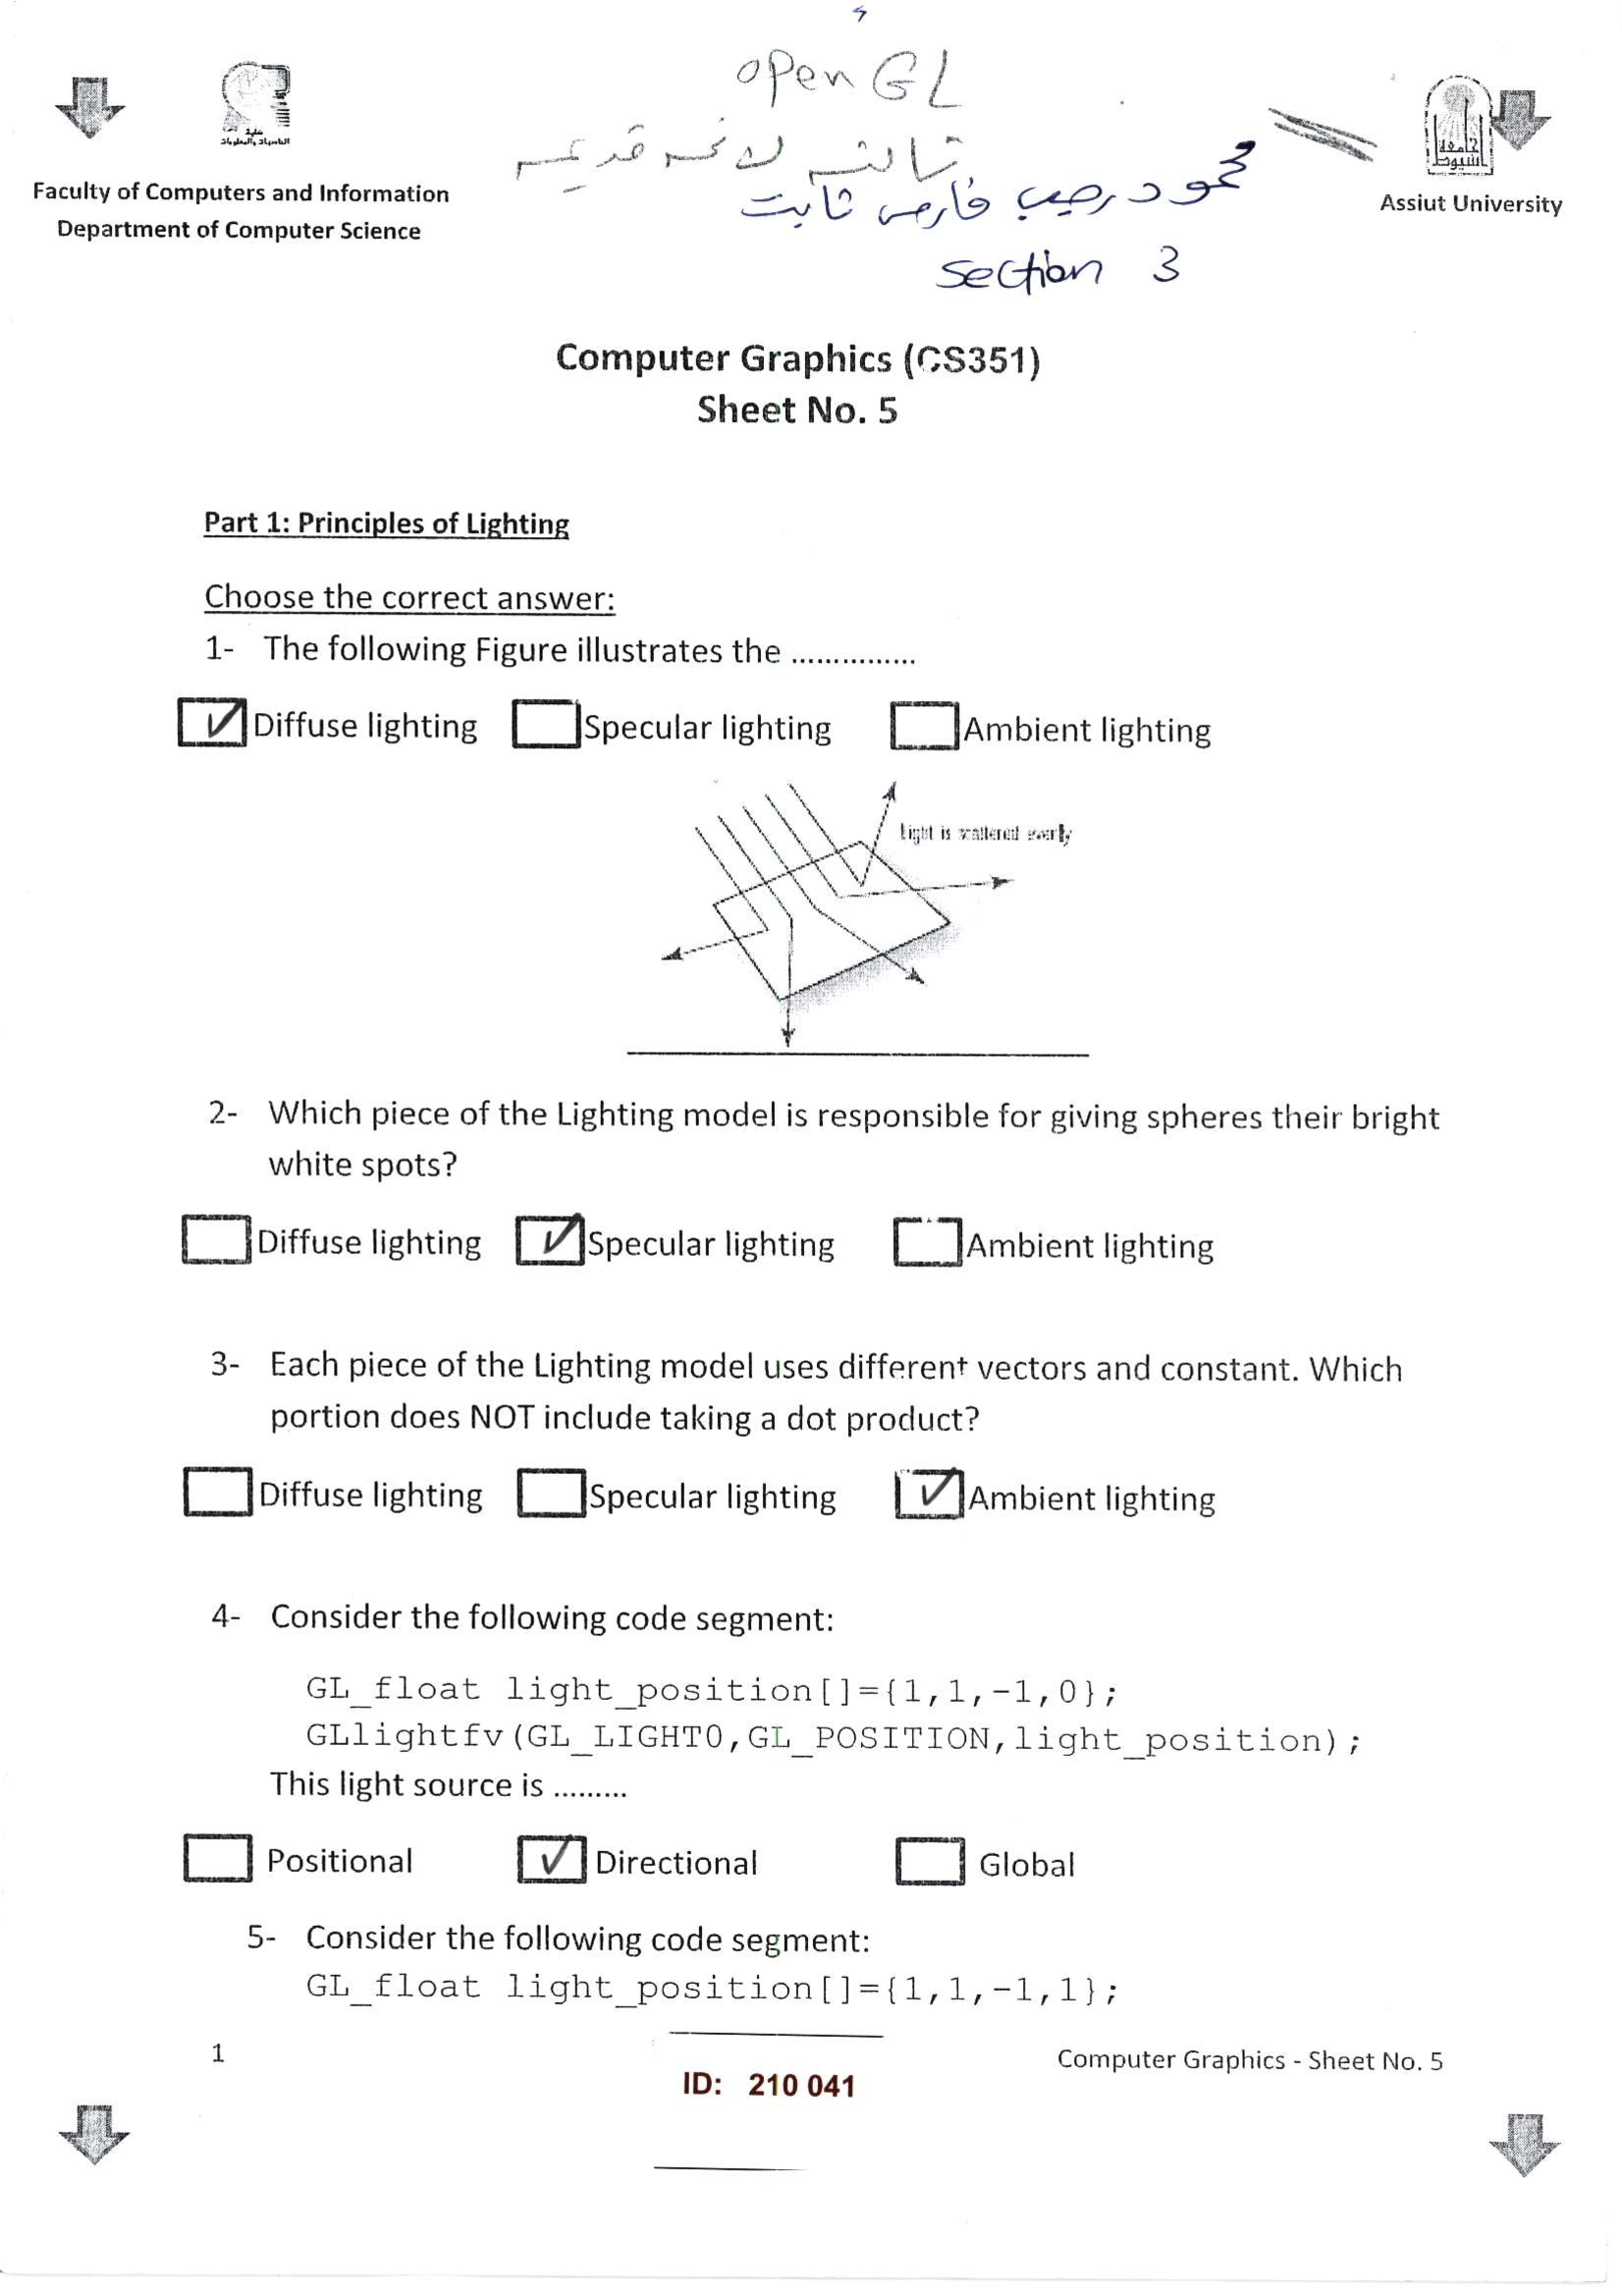 open GL
ثالث لائحه قديمه
محمود رجب فارس ثابت
Section 3
Faculty of Computers and Information
Department of Computer Science
جامعة
أسيوط
Assiut University
Computer Graphics (CS351)
Sheet No. 5
Part 1: Principles of Lighting
Choose the correct answer:
1- The following Figure illustrates the ...............
Diffuse lighting Specular lighting Ambient lighting
Light is scattered evenly
2- Which piece of the Lighting model is responsible for giving spheres their bright
white spots?
Diffuse lighting Specular lighting Ambient lighting
3- Each piece of the Lighting model uses different vectors and constant. Which
portion does NOT include taking a dot product?
Diffuse lighting Specular lighting Ambient lighting
4- Consider the following code segment:
GL_float light_position[]={1,1,-1,0};
GLlightfv(GL_LIGHT0,GL_POSITION,light_position);
This light source is .........
Positional Directional Global
5- Consider the following code segment:
GL_float light_position[]={1,1,-1,1};
1
Computer Graphics - Sheet No. 5
ID: 210 041